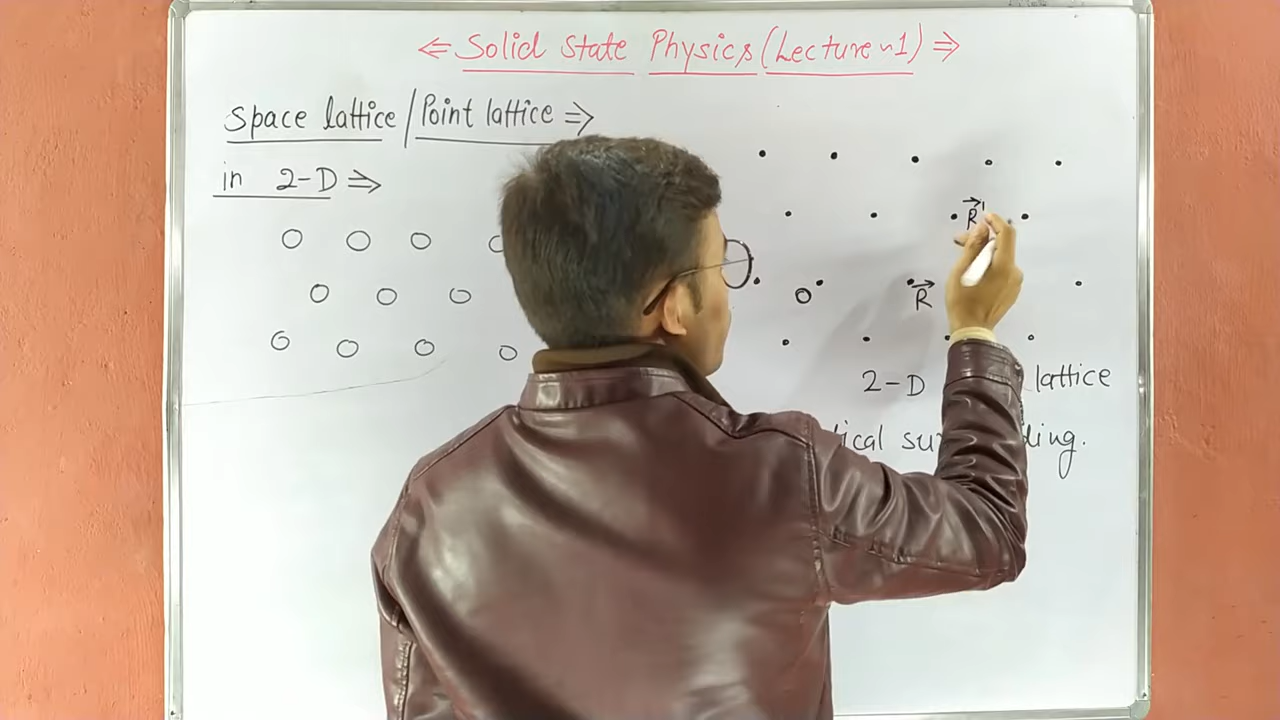 ⇐ Solid State Physics (Lecture-1) ⇒
Space lattice / Point lattice ⇒
in 2-D ⇒
R⃗'
O
R⃗
2-D lattice